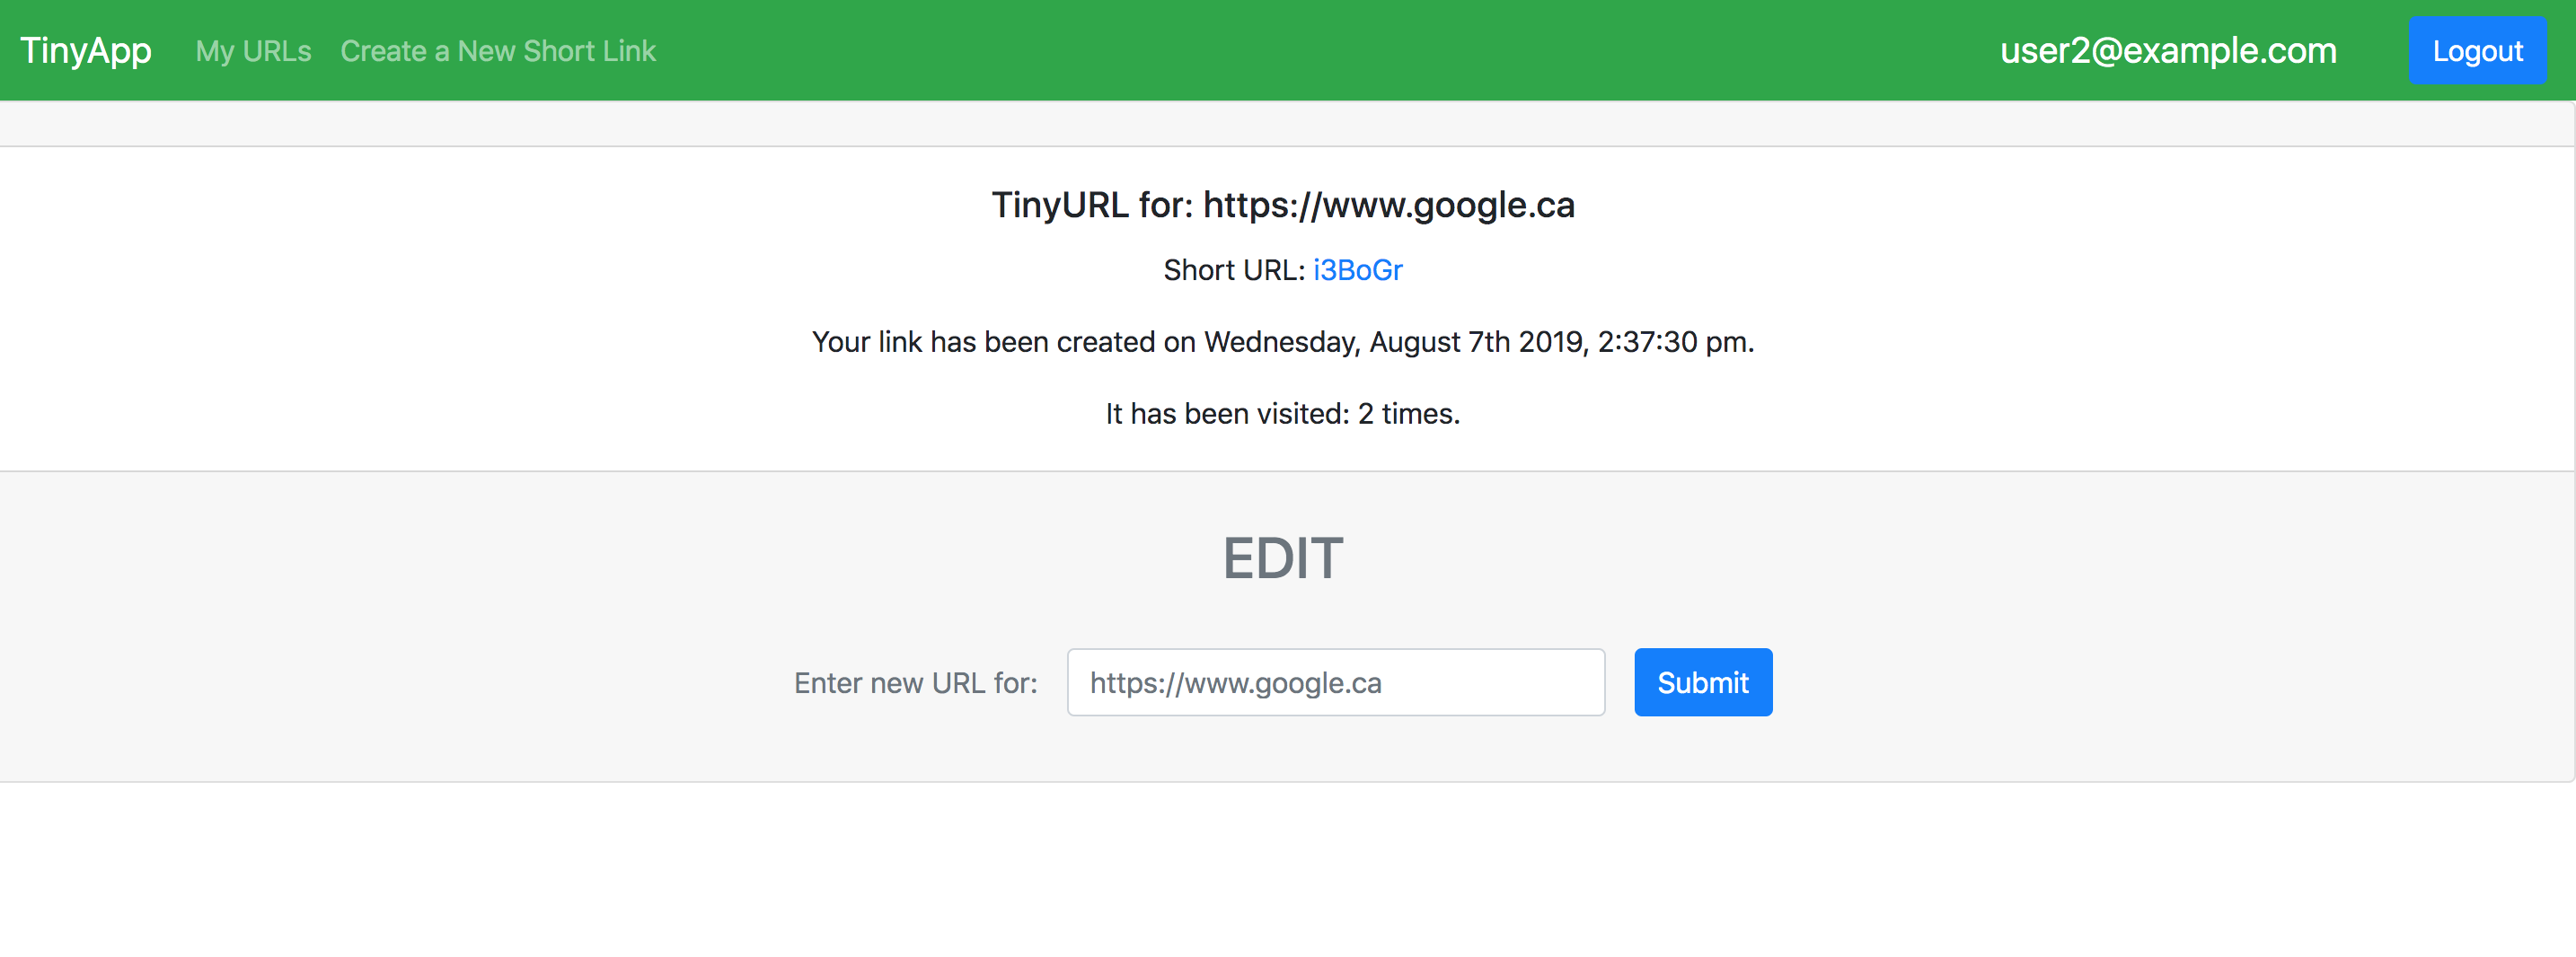 TinyApp My URLs Create a New Short Link user2@example.com Logout
TinyURL for: https://www.google.ca
Short URL: i3BoGr
Your link has been created on Wednesday, August 7th 2019, 2:37:30 pm.
It has been visited: 2 times.
EDIT
Enter new URL for: https://www.google.ca Submit